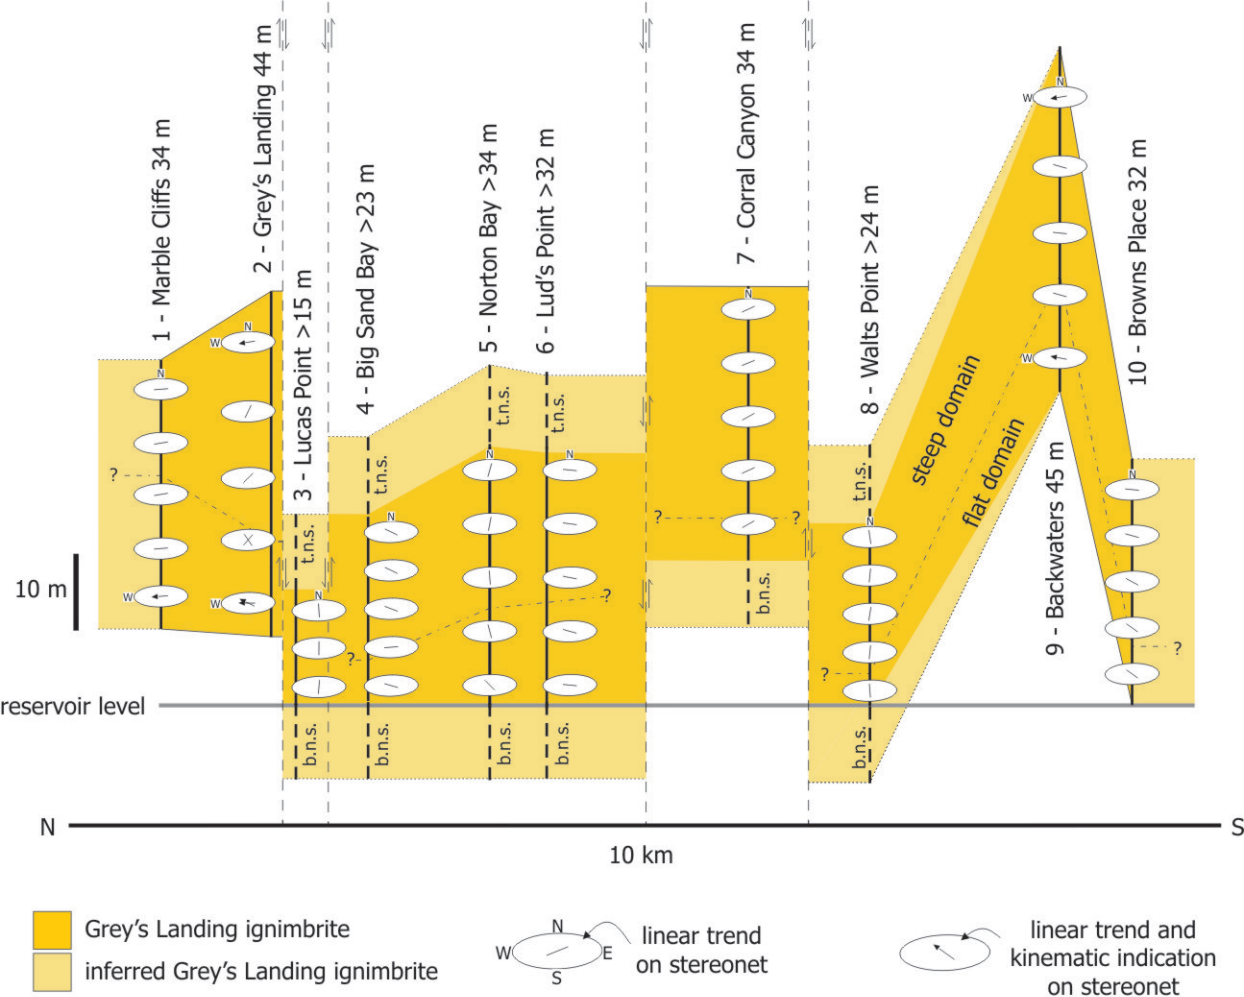 1 - Marble Cliffs 34 m
2 - Grey's Landing 44 m
3 - Lucas Point >15 m
4 - Big Sand Bay >23 m
5 - Norton Bay >34 m
6 - Lud's Point >32 m
7 - Corral Canyon 34 m
8 - Walts Point >24 m
9 - Backwaters 45 m
10 - Browns Place 32 m
N
W
N
W
N
W
W
N
N
N
N
N
N
N
W
W
N
t.n.s.
t.n.s.
t.n.s.
t.n.s.
t.n.s.
b.n.s.
b.n.s.
b.n.s.
b.n.s.
b.n.s.
b.n.s.
?
?
?
?
?
?
?
steep domain
flat domain
10 m
reservoir level
N
S
10 km
Grey's Landing ignimbrite
inferred Grey's Landing ignimbrite
N
W
E
S
linear trend
on stereonet
linear trend and
kinematic indication
on stereonet